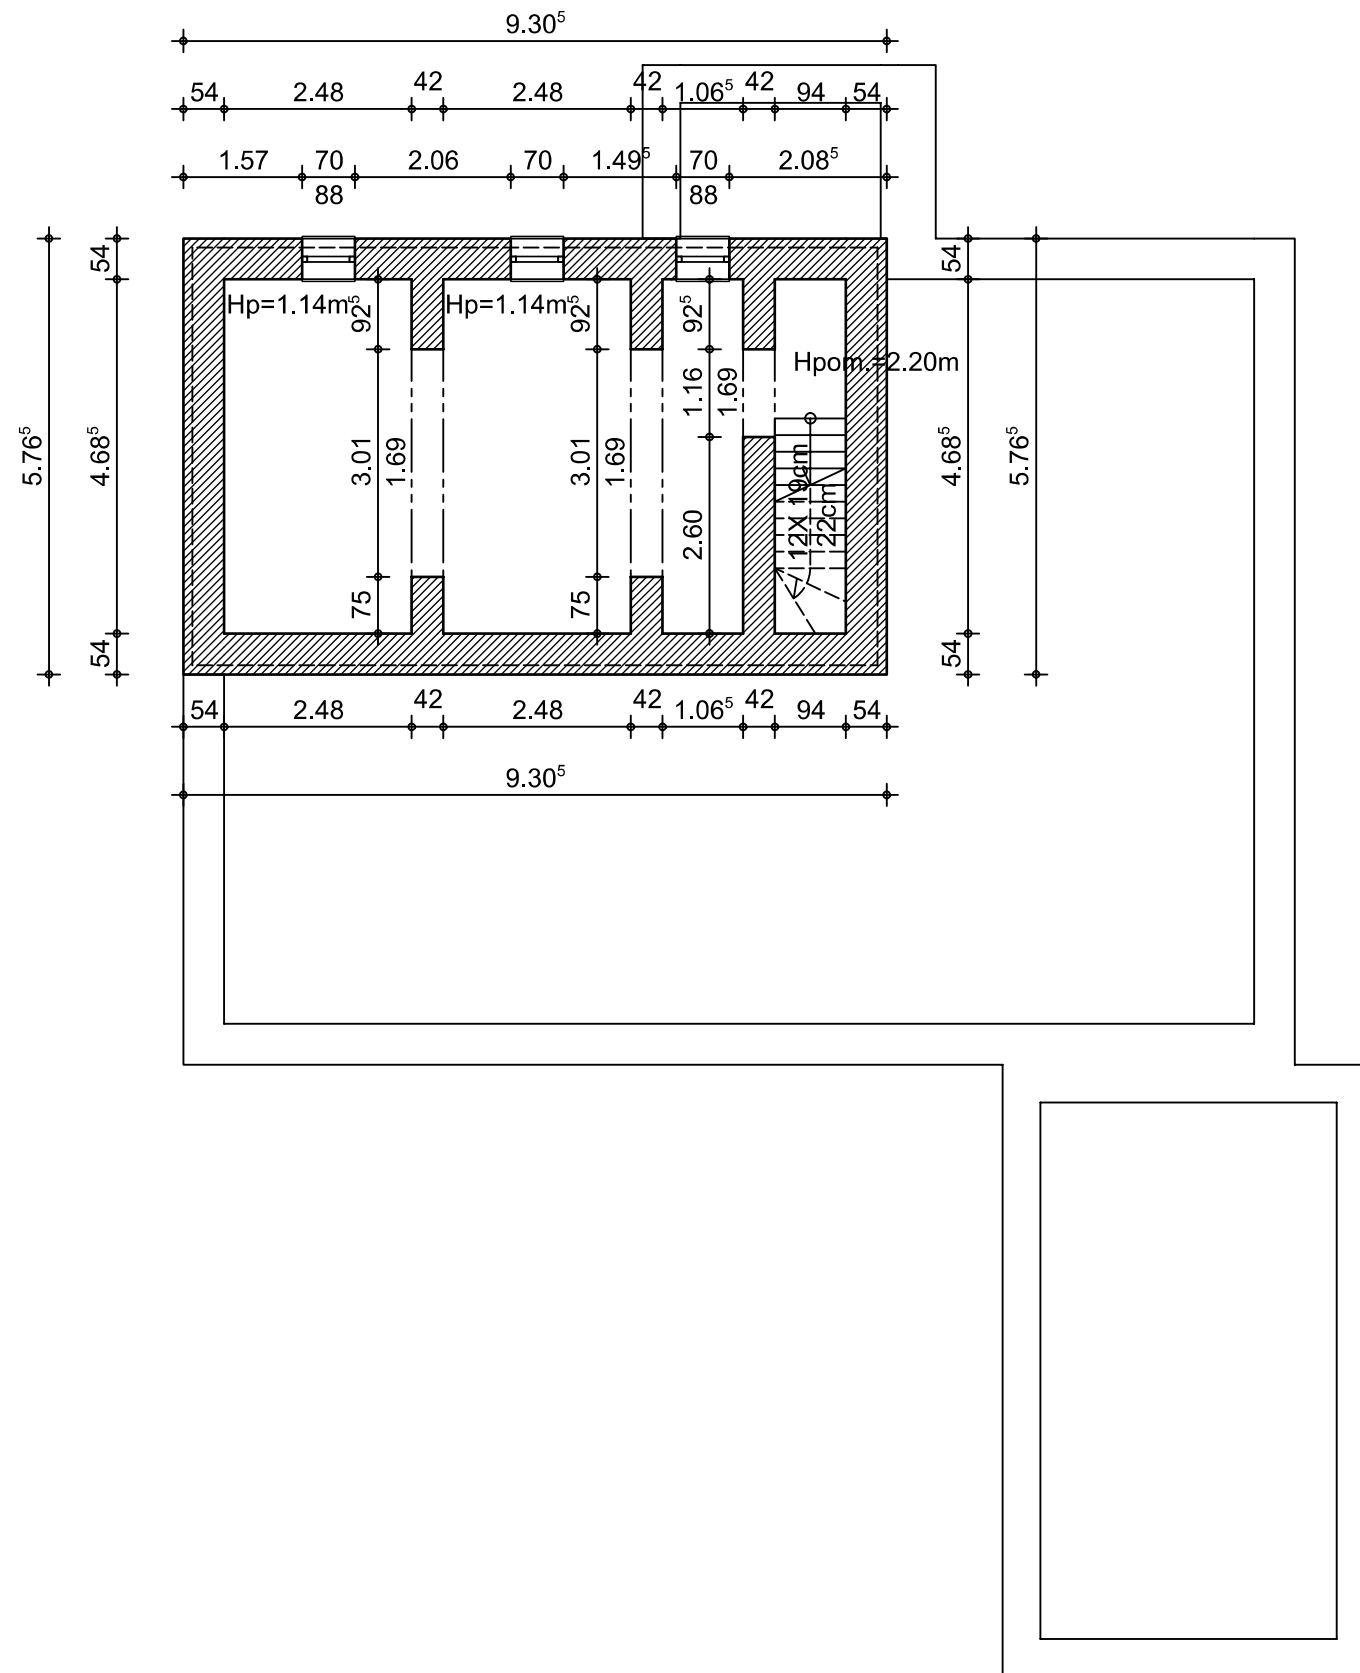 9.30⁵
54 2.48 42 2.48 42 1.06⁵ 42 94 54
1.57 70 2.06 70 1.49⁵ 70 2.08⁵
88 88
54 54
Hp=1.14m 92⁵ Hp=1.14m 92⁵ 92⁵
Hpom.=2.20m
5.76⁵ 4.68⁵ 3.01 1.69 3.01 1.69 1.16 1.69 4.68⁵ 5.76⁵
12X 19cm
22cm
2.60
75 75
54 54
54 2.48 42 2.48 42 1.06⁵ 42 94 54
9.30⁵